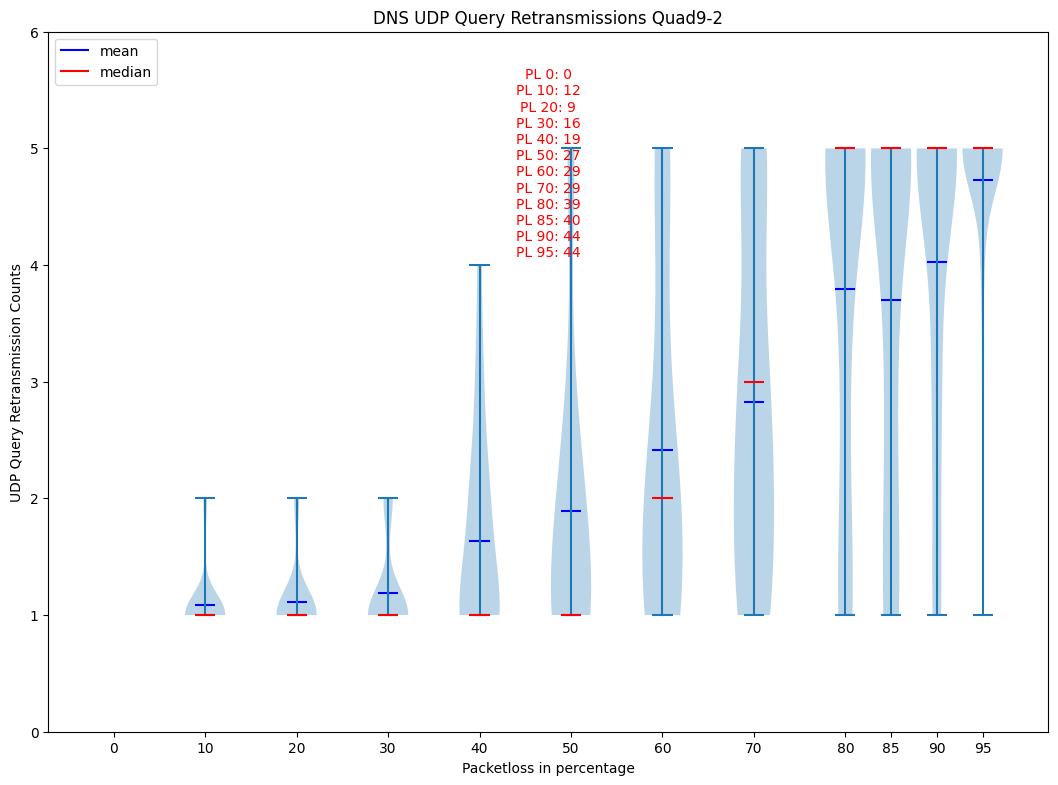 DNS UDP Query Retransmissions Quad9-2
mean
median
PL 0: 0
PL 10: 12
PL 20: 9
PL 30: 16
PL 40: 19
PL 50: 27
PL 60: 29
PL 70: 29
PL 80: 39
PL 85: 40
PL 90: 44
PL 95: 44
UDP Query Retransmission Counts
6
5
4
3
2
1
0
0 10 20 30 40 50 60 70 80 85 90 95
Packetloss in percentage